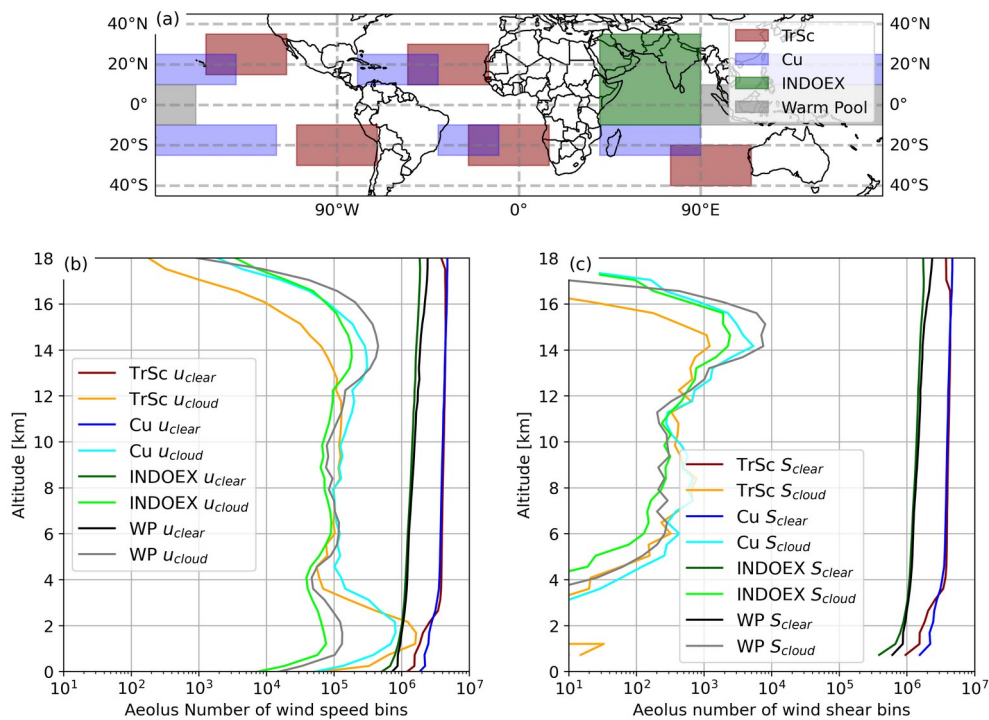 (a)
40°N
20°N
0°
20°S
40°S
40°N
20°N
0°
20°S
40°S
TrSc
Cu
INDOEX
Warm Pool
90°W
0°
90°E
(b)
18
16
14
12
10
8
6
4
2
0
Altitude [km]
TrSc u_clear
TrSc u_cloud
Cu u_clear
Cu u_cloud
INDOEX u_clear
INDOEX u_cloud
WP u_clear
WP u_cloud
10^1 10^2 10^3 10^4 10^5 10^6 10^7
Aeolus Number of wind speed bins
(c)
18
16
14
12
10
8
6
4
2
0
Altitude [km]
TrSc S_clear
TrSc S_cloud
Cu S_clear
Cu S_cloud
INDOEX S_clear
INDOEX S_cloud
WP S_clear
WP S_cloud
10^1 10^2 10^3 10^4 10^5 10^6 10^7
Aeolus number of wind shear bins